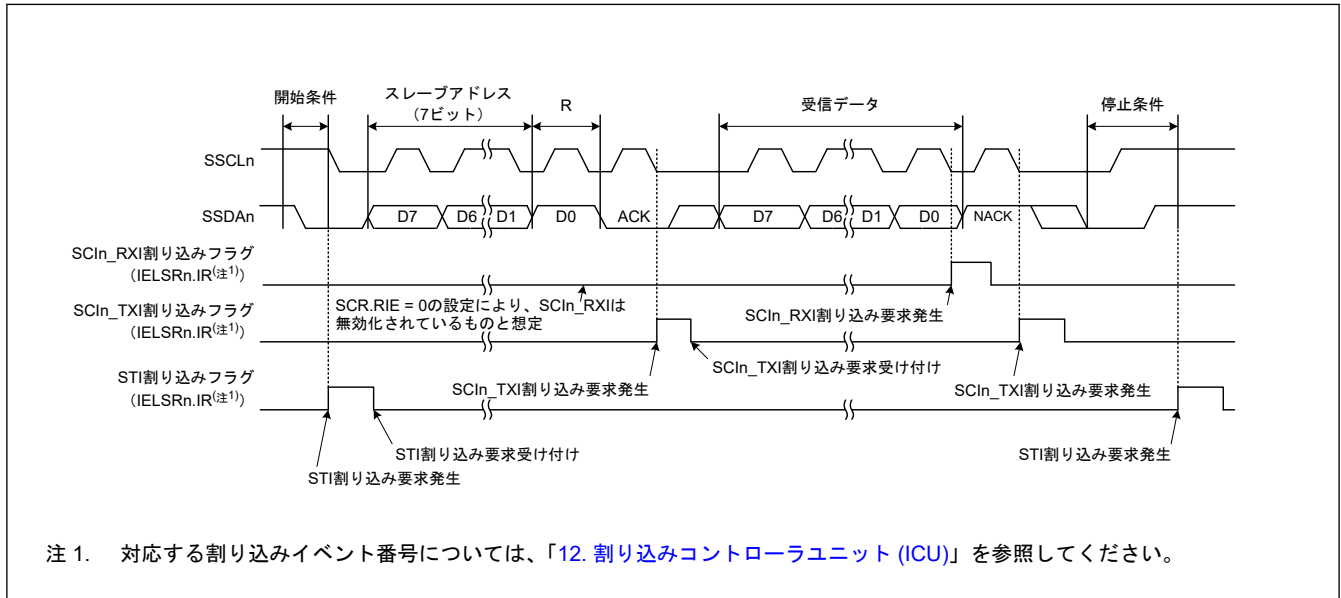 開始条件
スレーブアドレス
（7ビット）
R
受信データ
停止条件
SSCLn
SSDAn
D7
D6
D1
D0
ACK
D7
D6
D1
D0
NACK
SCIn_RXI割り込みフラグ
（IELSRn.IR(注1)）
SCR.RIE = 0の設定により、SCIn_RXIは
無効化されているものと想定
SCIn_RXI割り込み要求発生
SCIn_TXI割り込みフラグ
（IELSRn.IR(注1)）
SCIn_TXI割り込み要求発生
SCIn_TXI割り込み要求受け付け
SCIn_TXI割り込み要求発生
STI割り込みフラグ
（IELSRn.IR(注1)）
STI割り込み要求受け付け
STI割り込み要求発生
STI割り込み要求発生
注 1. 対応する割り込みイベント番号については、「12. 割り込みコントローラユニット (ICU)」を参照してください。